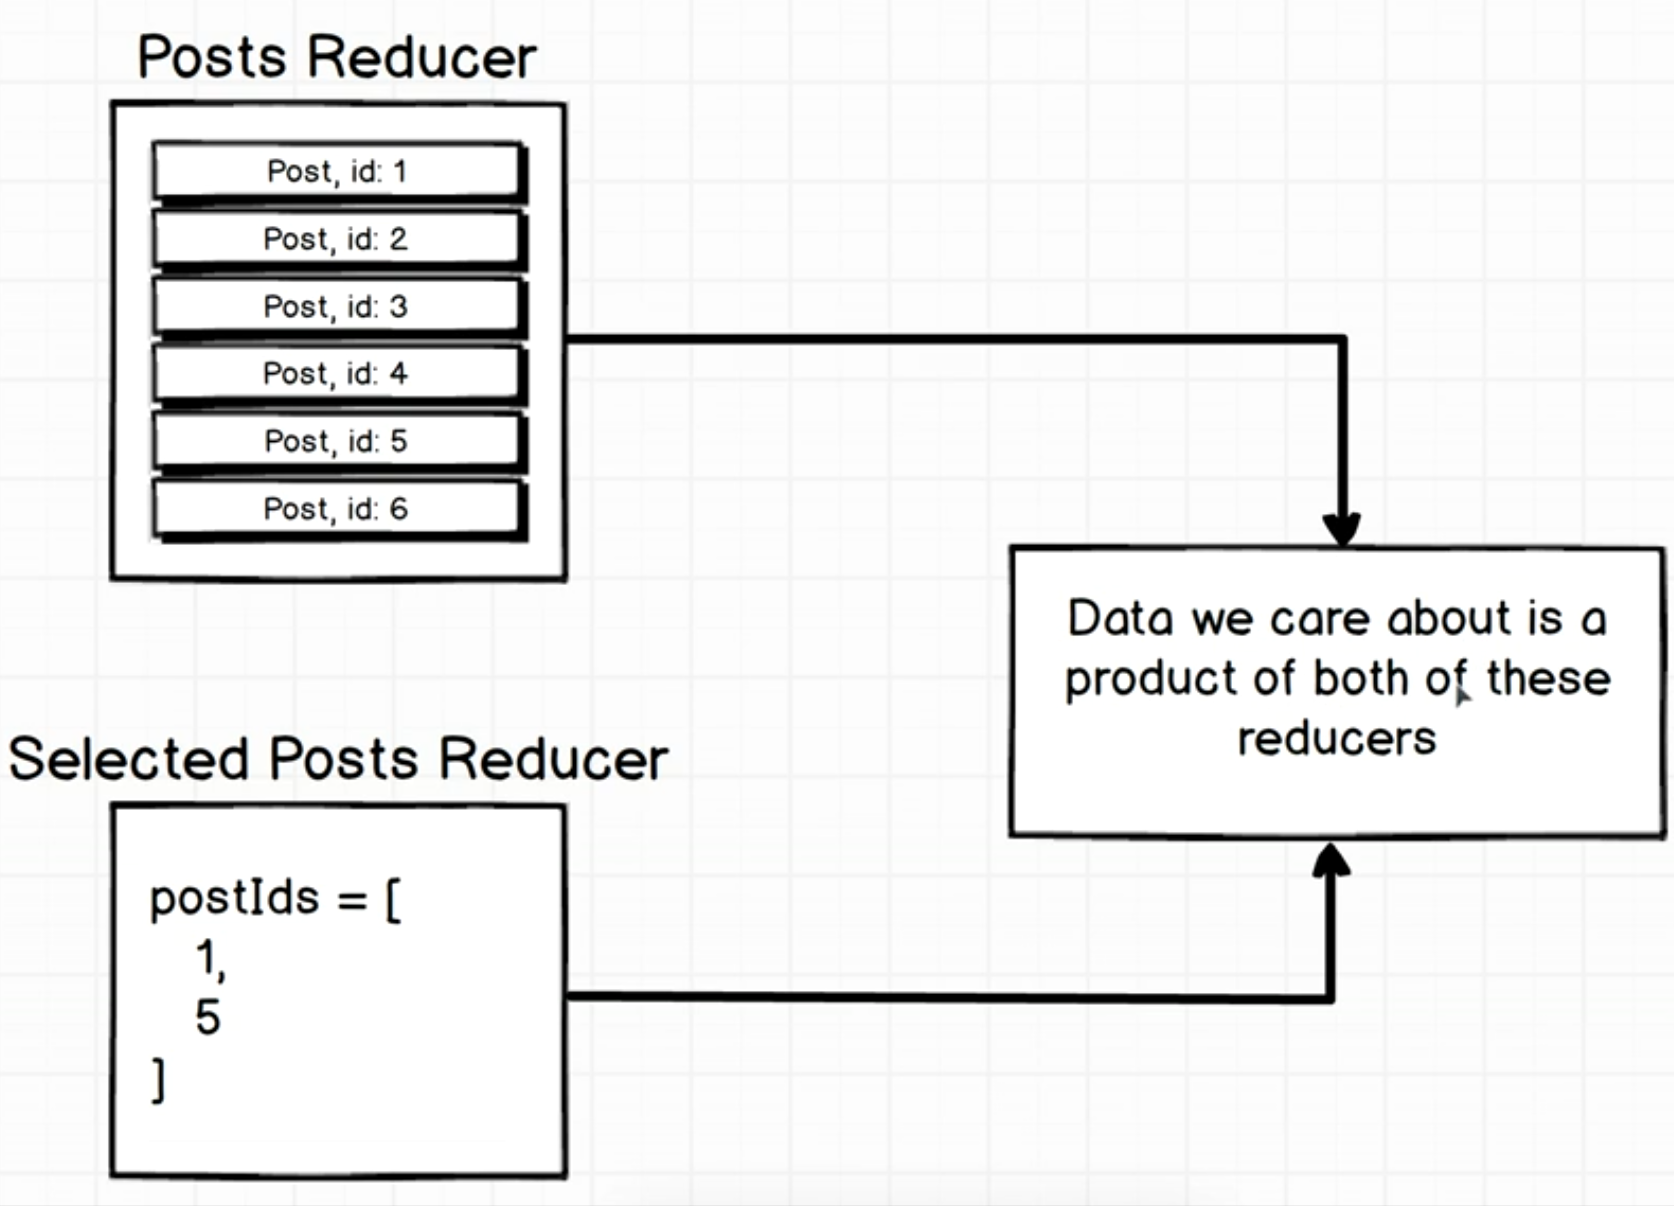 Posts Reducer
Post, id: 1
Post, id: 2
Post, id: 3
Post, id: 4
Post, id: 5
Post, id: 6
Data we care about is a
product of both of these
reducers
Selected Posts Reducer
postIds = [
1,
5
]